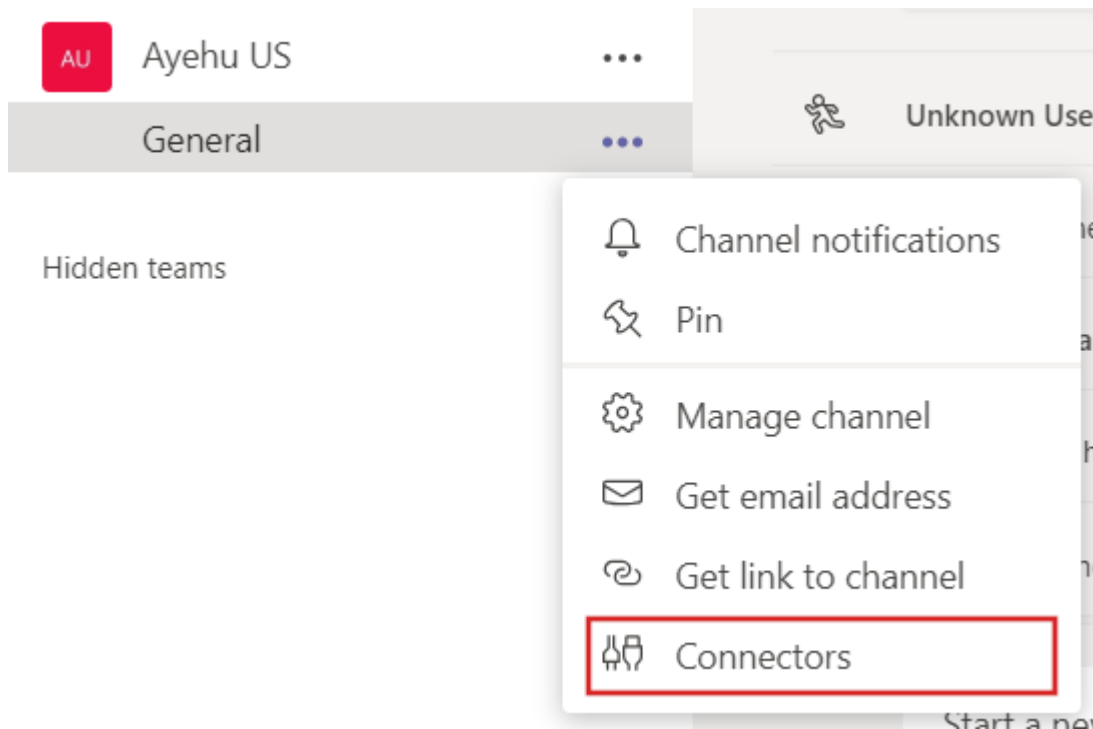 AU Ayehu US
General
Unknown Use
Hidden teams
Channel notifications
Pin
Manage channel
Get email address
Get link to channel
Connectors
Start a new